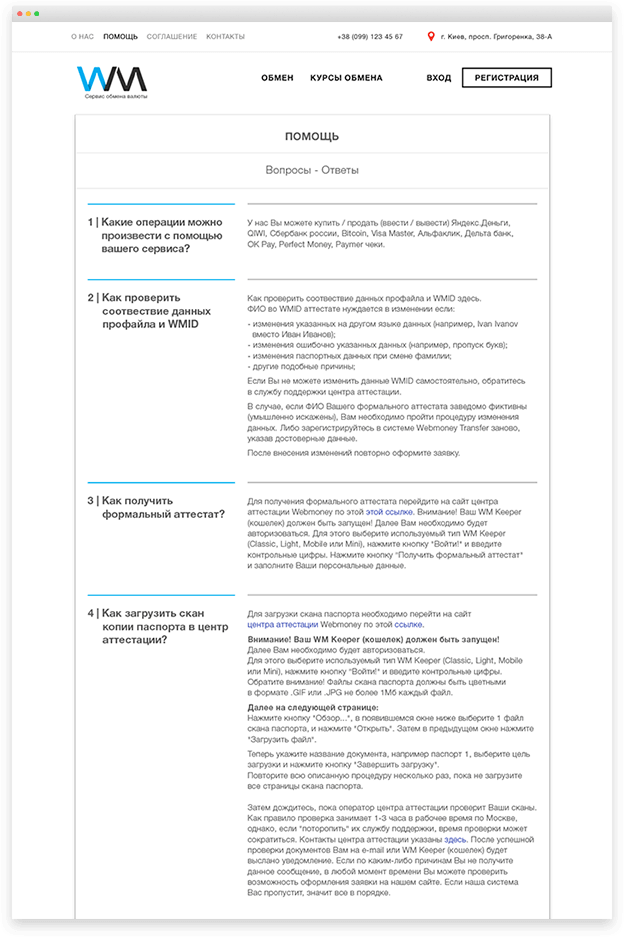 О НАС ПОМОЩЬ СОГЛАШЕНИЕ КОНТАКТЫ +38 (099) 123 45 67 г. Киев, просп. Григоренка, 38-А
WM
Сервис обмена валюты
ОБМЕН КУРСЫ ОБМЕНА ВХОД РЕГИСТРАЦИЯ
ПОМОЩЬ
Вопросы - Ответы
1 | Какие операции можно
произвести с помощью
вашего сервиса?
У нас Вы можете купить / продать (ввести / вывести) Яндекс.Деньги,
QIWI, Сбербанк россии, Bitcoin, Visa Master, Альфаклик, Дельта банк,
OK Pay, Perfect Money, Paymer чеки.
2 | Как проверить
соотвествие данных
профайла и WMID
Как проверить соотвествие данных профайла и WMID здесь.
ФИО во WMID аттестате нуждается в изменении если:
- изменения указанных на другом языке данных (например, Ivan Ivanov
вместо Иван Иванов);
- изменения ошибочно указанных данных (например, пропуск букв);
- изменения паспортных данных при смене фамилии;
- другие подобные причины;
Если Вы не можете изменить данные WMID самостоятельно, обратитесь
в службу поддержки центра аттестации.
В случае, если ФИО Вашего формального аттестата заведомо фиктивны
(умышленно искажены), Вам необходимо пройти процедуру изменения
данных. Либо зарегистрируйтесь в системе Webmoney Transfer заново,
указав достоверные данные.
После внесения изменений повторно оформите заявку.
3 | Как получить
формальный аттестат?
Для получения формального аттестата перейдите на сайт центра
аттестации Webmoney по этой этой ссылке. Внимание! Ваш WM Keeper
(кошелек) должен быть запущен! Далее Вам необходимо будет
авторизоваться. Для этого выберите используемый тип WM Keeper
(Classic, Light, Mobile или Mini), нажмите кнопку "Войти!" и введите
контрольные цифры. Нажмите кнопку "Получить формальный аттестат"
и заполните Ваши персональные данные.
4 | Как загрузить скан
копии паспорта в центр
аттестации?
Для загрузки скана паспорта необходимо перейти на сайт
центра аттестации Webmoney по этой ссылке.
Внимание! Ваш WM Keeper (кошелек) должен быть запущен!
Далее Вам необходимо будет авторизоваться.
Для этого выберите используемый тип WM Keeper (Classic, Light, Mobile
или Mini), нажмите кнопку "Войти!" и введите контрольные цифры.
Обратите внимание! Файлы скана паспорта должны быть цветными
в формате .GIF или .JPG не более 1Мб каждый файл.
Далее на следующей странице:
Нажмите кнопку "Обзор...", в появившемся окне ниже выберите 1 файл
скана паспорта, и нажмите "Открыть". Затем в предыдущем окне нажмите
"Загрузить файл".
Теперь укажите название документа, например паспорт 1, выберите цель
загрузки и нажмите кнопку "Завершить загрузку".
Повторите всю описанную процедуру несколько раз, пока не загрузите
все страницы скана паспорта.
Затем дождитесь, пока оператор центра аттестации проверит Ваши сканы.
Как правило проверка занимает 1-3 часа в рабочее время по Москве,
однако, если "поторопить" их службу поддержки, время проверки может
сократиться. Контакты центра аттестации указаны здесь. После успешной
проверки документов Вам на e-mail или WM Keeper (кошелек) будет
выслано уведомление. Если по каким-либо причинам Вы не получите
данное сообщение, в любой момент времени Вы можете проверить
возможность оформления заявки на нашем сайте. Если наша система
Вас пропустит, значит все в порядке.